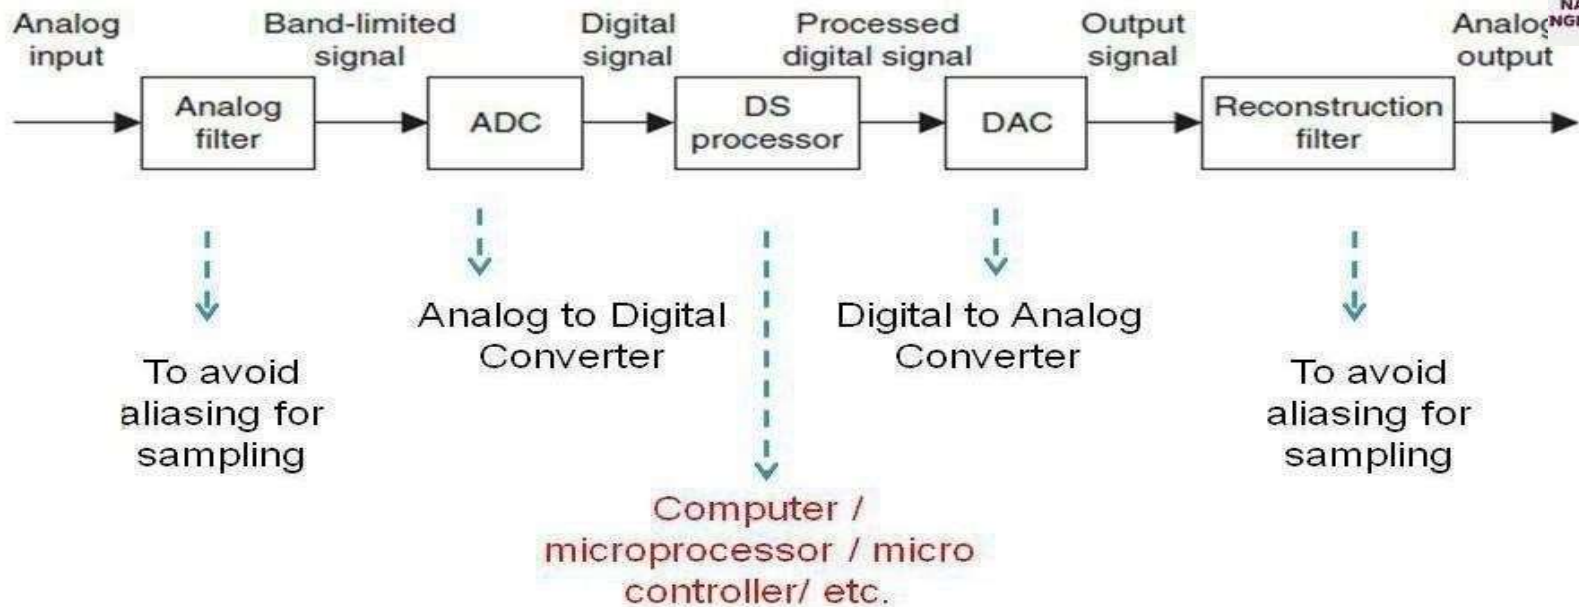 Analog
input
Band-limited
signal
Digital
signal
Processed
digital signal
Output
signal
Analog
output
Analog
filter
ADC
DS
processor
DAC
Reconstruction
filter
To avoid
aliasing for
sampling
Analog to Digital
Converter
Computer /
microprocessor / micro
controller/ etc.
Digital to Analog
Converter
To avoid
aliasing for
sampling